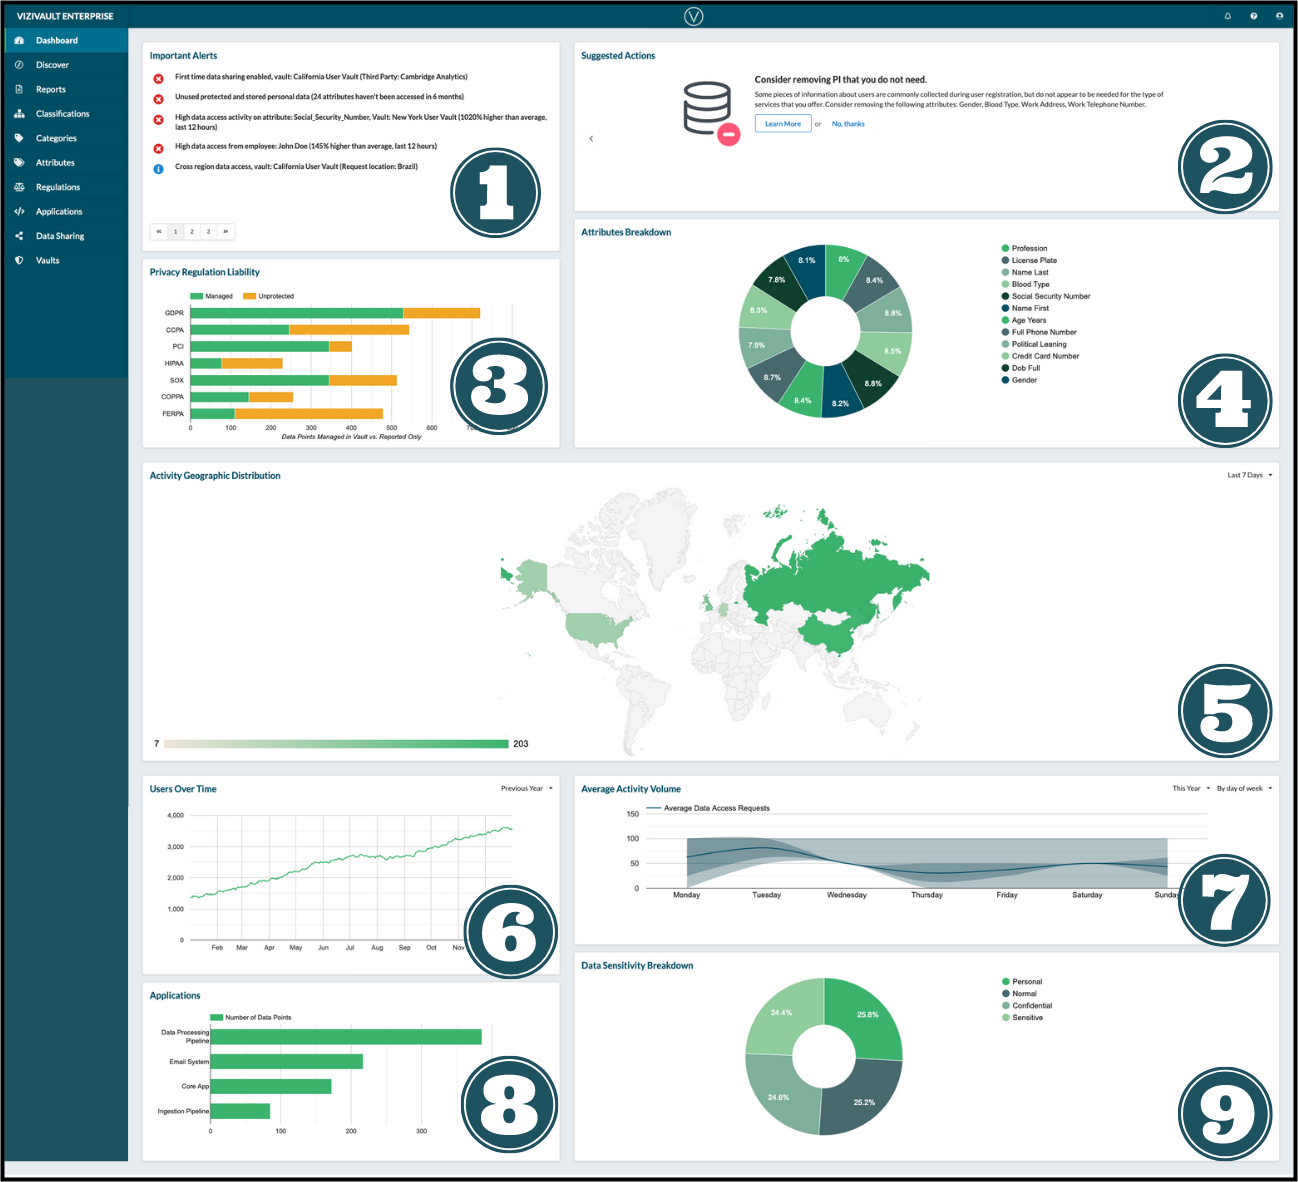 VIZIVAULT ENTERPRISE
V
Dashboard
Discover
Reports
Classifications
Categories
Attributes
Regulations
Applications
Data Sharing
Vaults
Important Alerts
First time data sharing enabled, vault: California User Vault (Third Party: Cambridge Analytics)
Unused protected and stored personal data (24 attributes haven't been accessed in 6 months)
High data access activity on attribute: Social_Security_Number, Vault: New York User Vault (1020% higher than average,
last 12 hours)
High data access from employee: John Doe (145% higher than average, last 12 hours)
Cross region data access, vault: California User Vault (Request location: Brazil)
« 1 2 3 »
1
Suggested Actions
Consider removing PI that you do not need.
Some pieces of information about users are commonly collected during user registration, but do not appear to be needed for the type of
services that you offer. Consider removing the following attributes: Gender, Blood Type, Work Address, Work Telephone Number.
Learn More or No, thanks
2
Privacy Regulation Liability
Managed Unprotected
GDPR
CCPA
PCI
HIPAA
SOX
COPPA
FERPA
0 100 200 300 400 500 600
Data Points Managed in Vault vs. Reported Only
3
Attributes Breakdown
8%
8.4%
8.8%
8.5%
8.8%
8.2%
8.4%
8.7%
7.9%
8.3%
7.8%
8.1%
Profession
License Plate
Name Last
Blood Type
Social Security Number
Name First
Age Years
Full Phone Number
Political Leaning
Credit Card Number
Dob Full
Gender
4
Activity Geographic Distribution
Last 7 Days
7 203
5
Users Over Time
Previous Year
4,000
3,000
2,000
1,000
0
Feb Mar Apr May Jun Jul Aug Sep Oct Nov
6
Average Activity Volume
This Year By day of week
Average Data Access Requests
150
100
50
0
Monday Tuesday Wednesday Thursday Friday Saturday Sunday
7
Applications
Number of Data Points
Data Processing
Pipeline
Email System
Core App
Ingestion Pipeline
0 100 200 300
8
Data Sensitivity Breakdown
25.8%
25.2%
24.6%
24.4%
Personal
Normal
Confidential
Sensitive
9